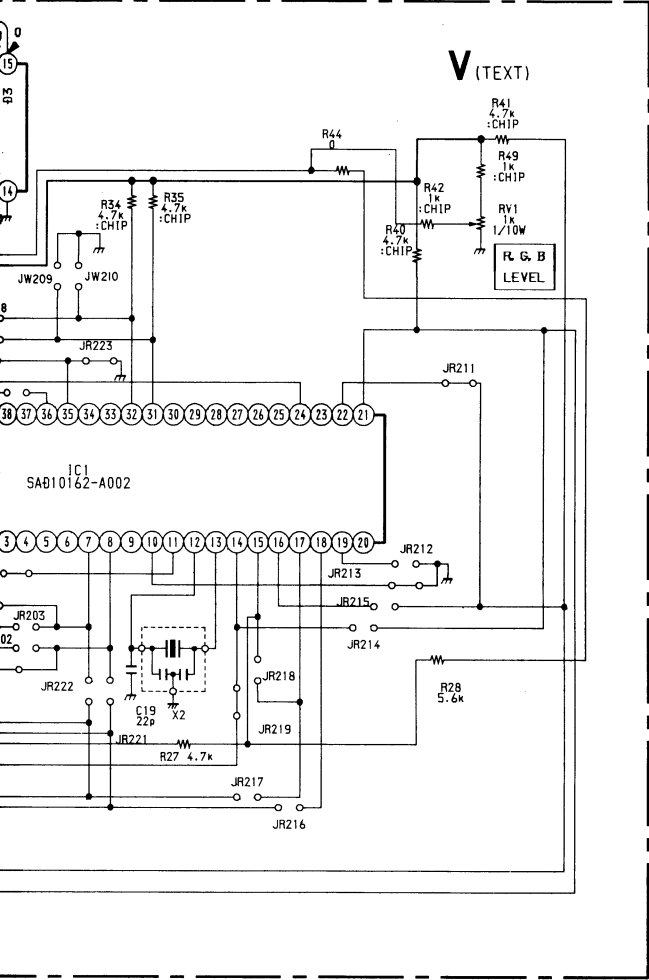 0
15
D3
14
V (TEXT)
R41
4.7k
:CHIP
R44
0
R49
1k
:CHIP
R42
1k
:CHIP
RV1
1k
1/10W
R34
4.7k
:CHIP
R35
4.7k
:CHIP
R40
4.7k
:CHIP
R. G. B
LEVEL
JW209
JW210
8
JR223
JR211
38 37 36 35 34 33 32 31 30 29 28 27 26 25 24 23 22 21
IC1
SAD10162-A002
3 4 5 6 7 8 9 10 11 12 13 14 15 16 17 18 19 20
JR212
JR213
JR215
JR203
02
JR214
JR218
JR222
C19
22p
X2
R28
5.6k
JR219
JR221
R27 4.7k
JR217
JR216